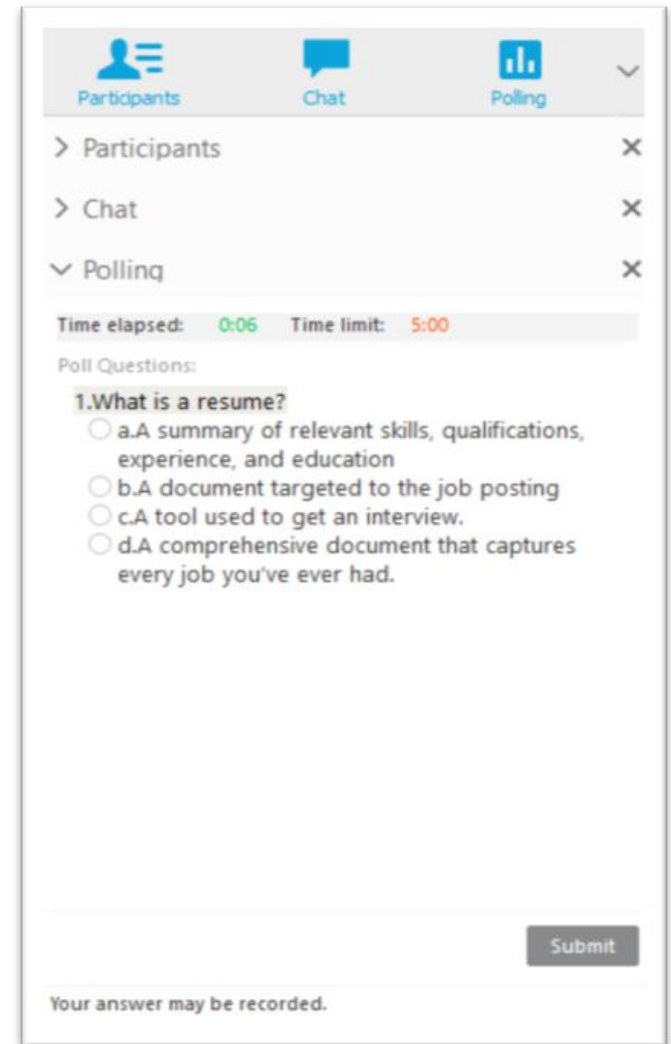 Participants Chat Polling
Participants
Chat
Polling
Time elapsed: 0:06 Time limit: 5:00
Poll Questions:
1.What is a resume?
a.A summary of relevant skills, qualifications,
experience, and education
b.A document targeted to the job posting
c.A tool used to get an interview.
d.A comprehensive document that captures
every job you've ever had.
Submit
Your answer may be recorded.